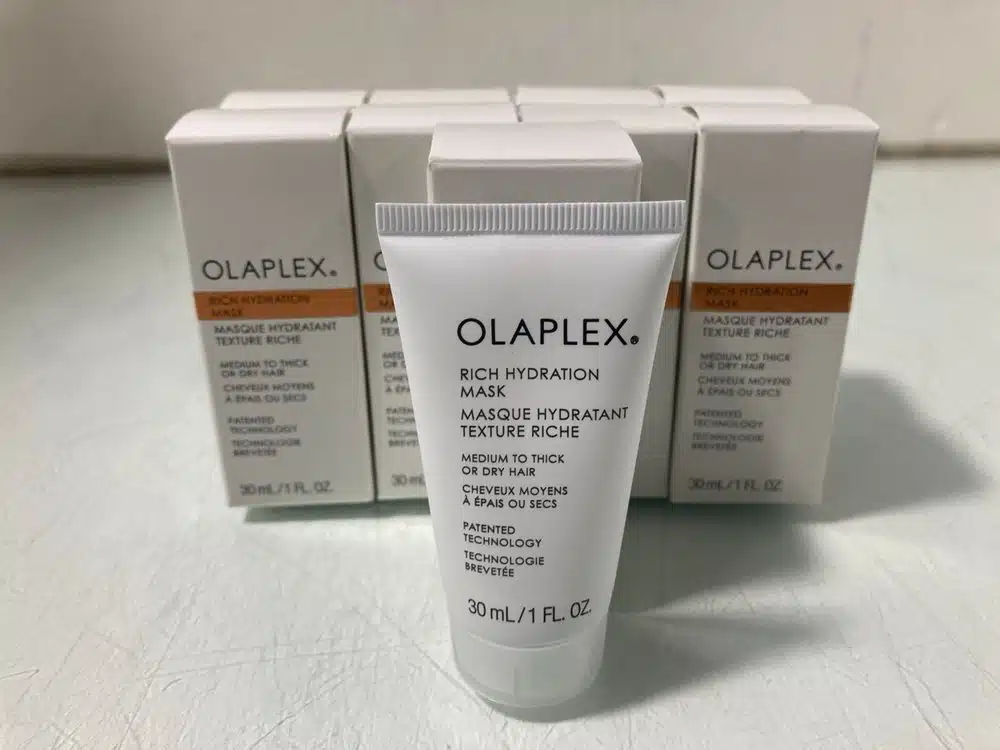 OLAPLEX®
RICH HYDRATION
MASK
MASQUE HYDRATANT
TEXTURE RICHE
MEDIUM TO THICK
OR DRY HAIR
CHEVEUX MOYENS
À ÉPAIS OU SECS
PATENTED
TECHNOLOGY
TECHNOLOGIE
BREVETÉE
30 mL/1 FL. OZ.
OLAPLEX®
RICH HYDRATION
MASK
MASQUE HYDRATANT
TEXTURE RICHE
MEDIUM TO THICK
OR DRY HAIR
CHEVEUX MOYENS
À ÉPAIS OU SECS
PATENTED
TECHNOLOGY
TECHNOLOGIE
BREVETÉE
30 mL/1 FL. OZ.
OLAPLEX®
RICH HYDRATION
MASK
MASQUE HYDRATANT
TEXTURE RICHE
MEDIUM TO THICK
OR DRY HAIR
CHEVEUX MOYENS
À ÉPAIS OU SECS
PATENTED
TECHNOLOGY
TECHNOLOGIE
BREVETÉE
30 mL/1 FL. OZ.